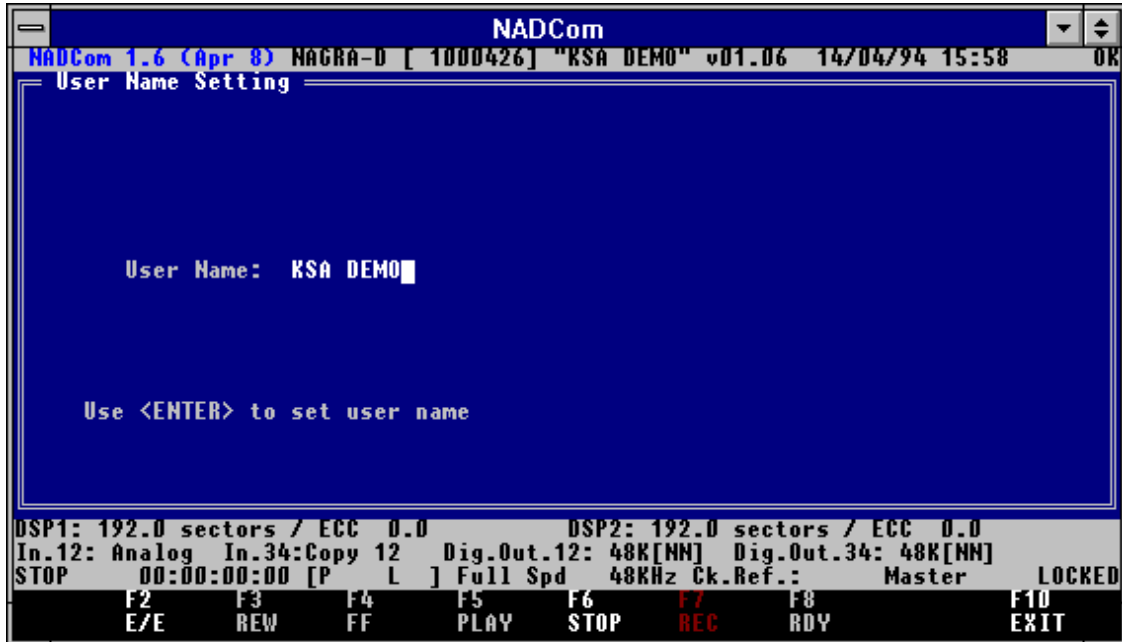 NADCom
NADCom 1.6 (Apr 8) NAGRA-D [ 1000426] "KSA DEMO" v01.06 14/04/94 15:58 OK
User Name Setting
User Name: KSA DEMO
Use <ENTER> to set user name
DSP1: 192.0 sectors / ECC 0.0 DSP2: 192.0 sectors / ECC 0.0
In.12: Analog In.34:Copy 12 Dig.Out.12: 48K[NN] Dig.Out.34: 48K[NN]
STOP 00:00:00:00 [P L ] Full Spd 48KHz Ck.Ref.: Master LOCKED
F2 F3 F4 F5 F6 F7 F8 F10
E/E REW FF PLAY STOP REC RDY EXIT